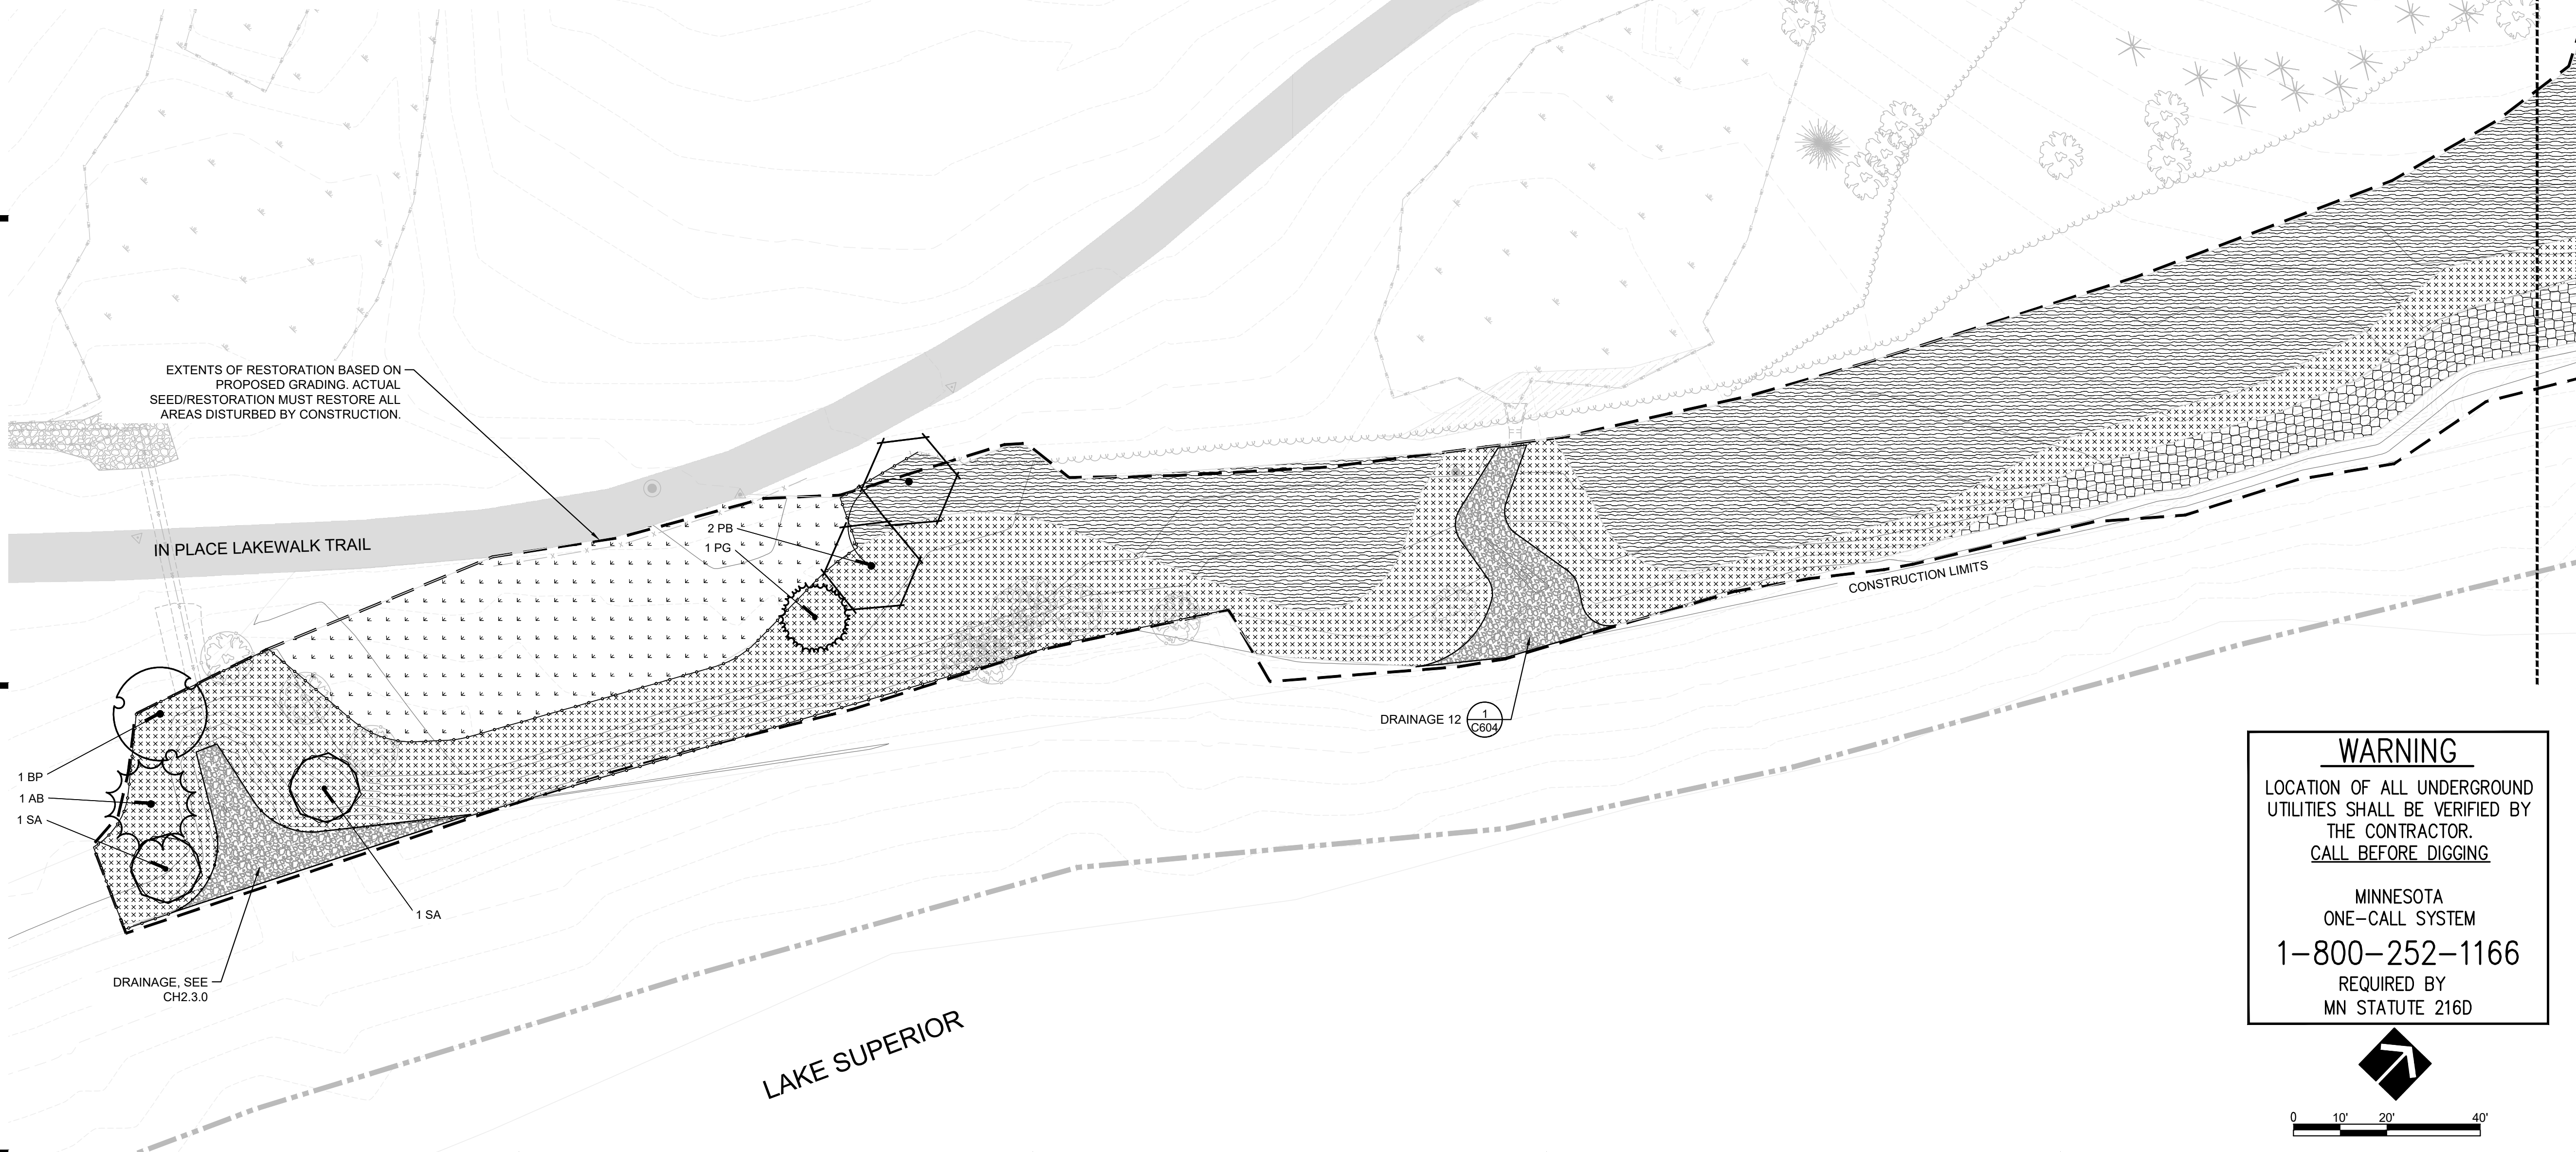 EXTENTS OF RESTORATION BASED ON
PROPOSED GRADING. ACTUAL
SEED/RESTORATION MUST RESTORE ALL
AREAS DISTURBED BY CONSTRUCTION.
IN PLACE LAKEWALK TRAIL
2 PB
1 PG
CONSTRUCTION LIMITS
1 BP
1 AB
1 SA
1 SA
DRAINAGE 12
1
C604
DRAINAGE, SEE
CH2.3.0
LAKE SUPERIOR
WARNING
LOCATION OF ALL UNDERGROUND
UTILITIES SHALL BE VERIFIED BY
THE CONTRACTOR.
CALL BEFORE DIGGING
MINNESOTA
ONE-CALL SYSTEM
1-800-252-1166
REQUIRED BY
MN STATUTE 216D
0 10' 20' 40'